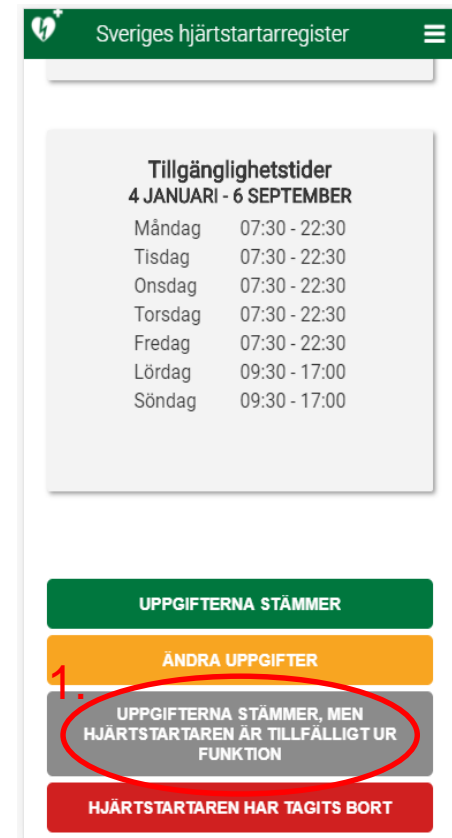 Sveriges hjärtstartarregister
Tillgänglighetstider
4 JANUARI - 6 SEPTEMBER
Måndag 07:30 - 22:30
Tisdag 07:30 - 22:30
Onsdag 07:30 - 22:30
Torsdag 07:30 - 22:30
Fredag 07:30 - 22:30
Lördag 09:30 - 17:00
Söndag 09:30 - 17:00
UPPGIFTERNA STÄMMER
ÄNDRA UPPGIFTER
1.
UPPGIFTERNA STÄMMER, MEN
HJÄRTSTARTAREN ÄR TILLFÄLLIGT UR
FUNKTION
HJÄRTSTARTAREN HAR TAGITS BORT